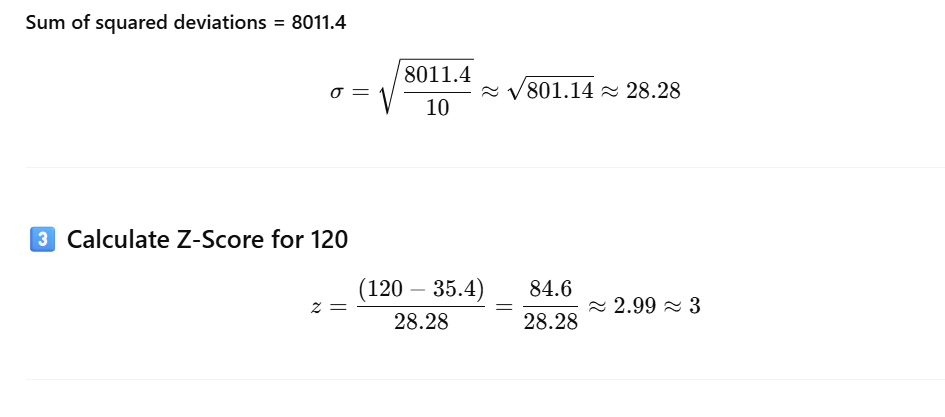 Sum of squared deviations = 8011.4
σ = √(8011.4/10) ≈ √801.14 ≈ 28.28
3 Calculate Z-Score for 120
z = (120 − 35.4)/28.28 = 84.6/28.28 ≈ 2.99 ≈ 3